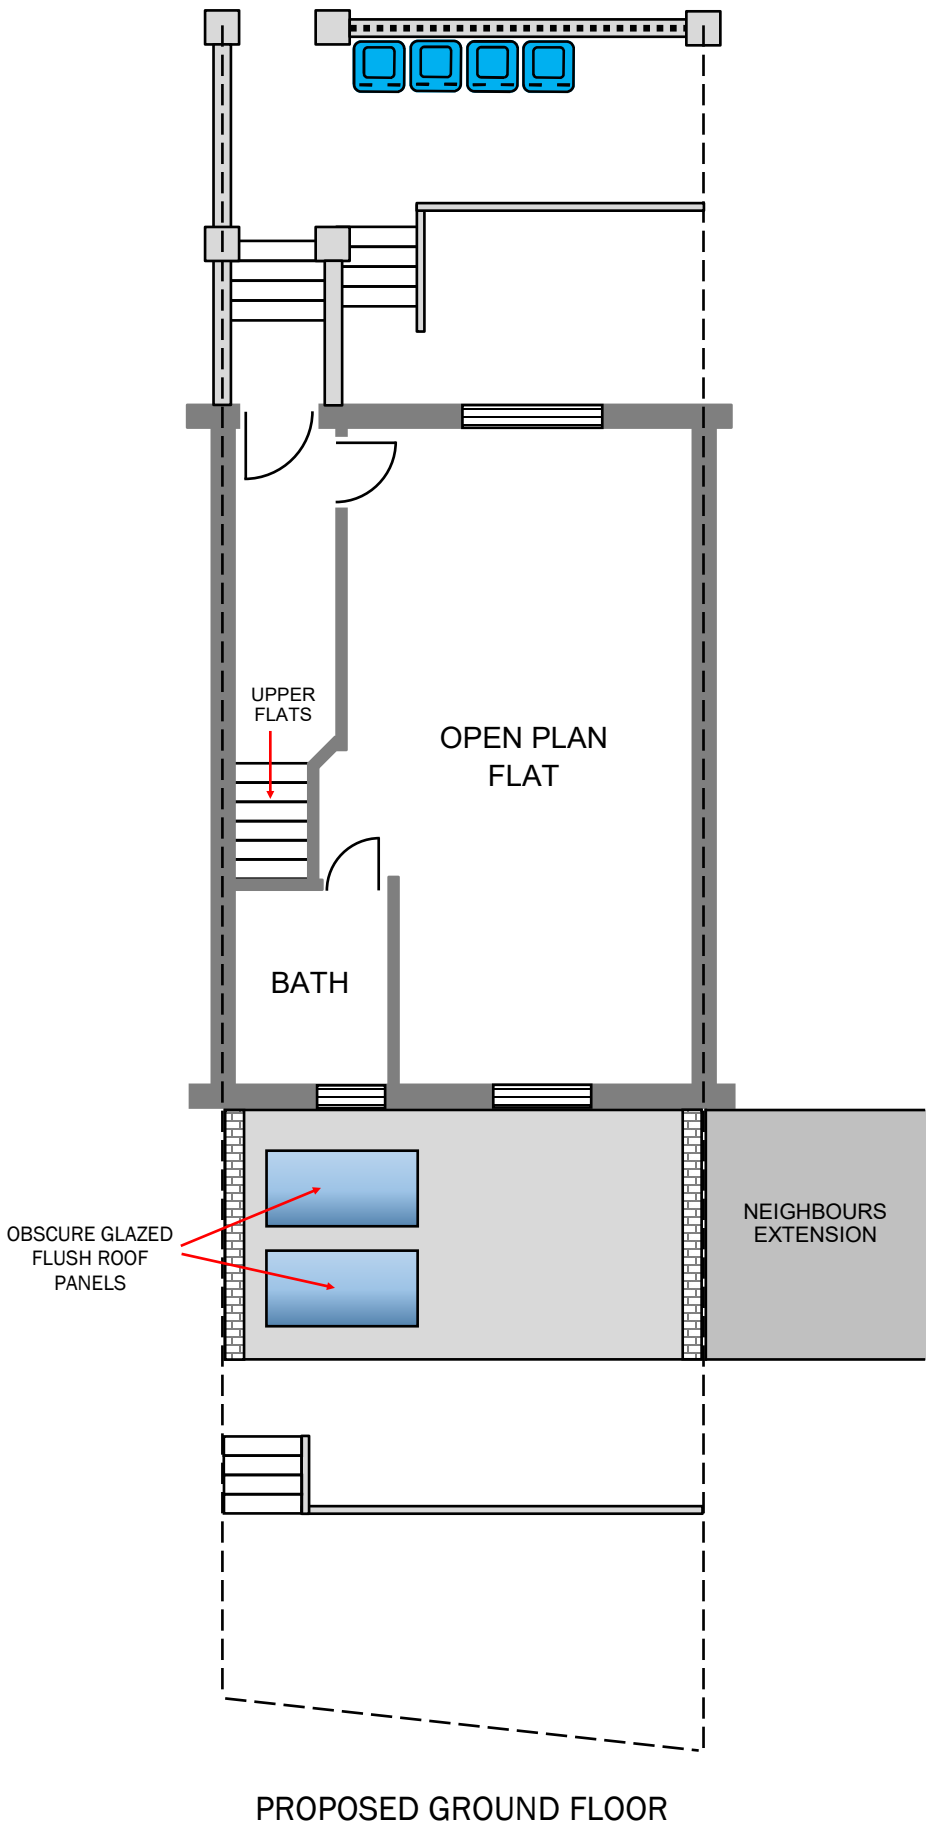 UPPER
FLATS
OPEN PLAN
FLAT
BATH
OBSCURE GLAZED
FLUSH ROOF
PANELS
NEIGHBOURS
EXTENSION
PROPOSED GROUND FLOOR